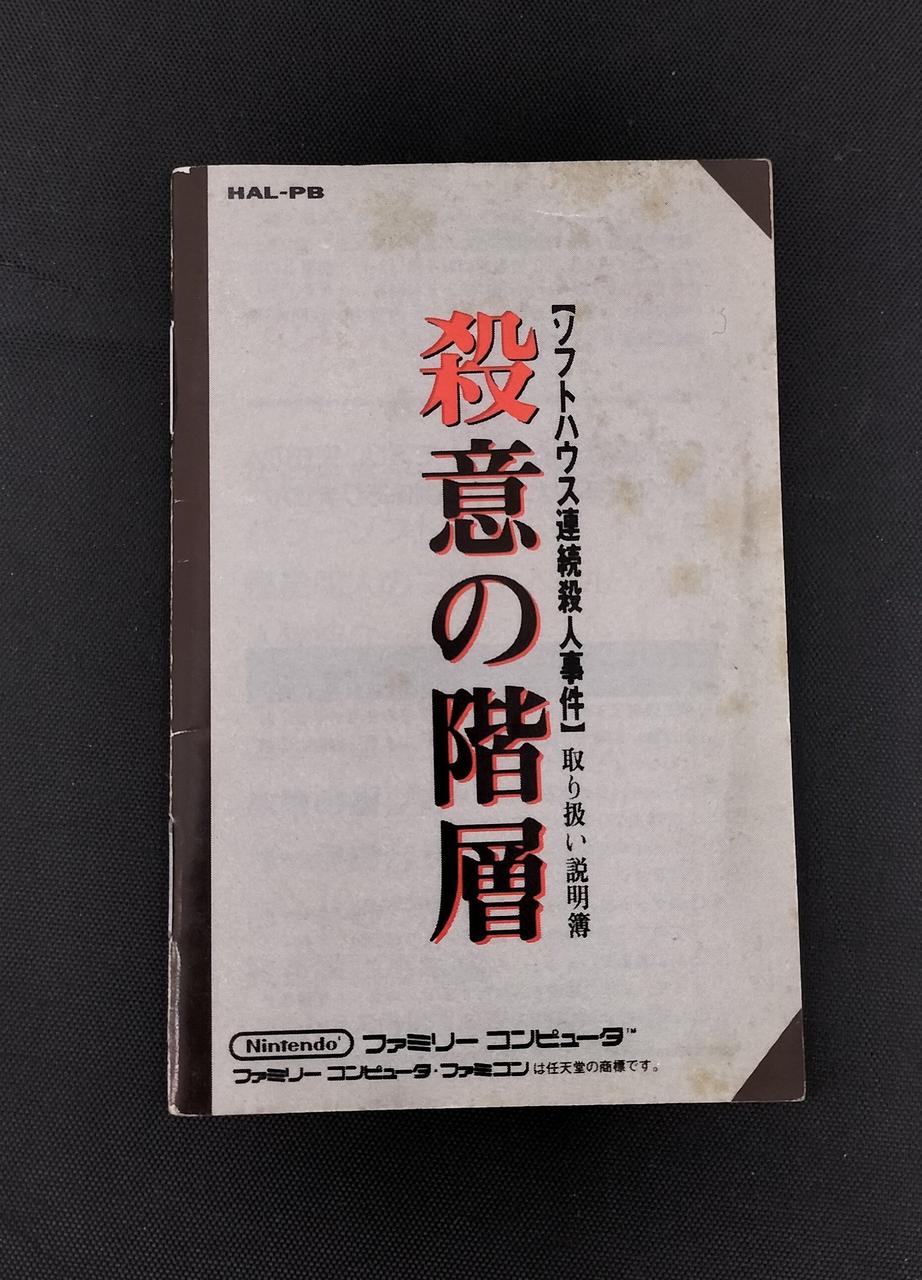 HAL-PB
【ソフトハウス連続殺人事件】取り扱い説明簿
殺意の階層
Nintendo ファミリー コンピュータ™
ファミリー コンピュータ・ファミコンは任天堂の商標です。